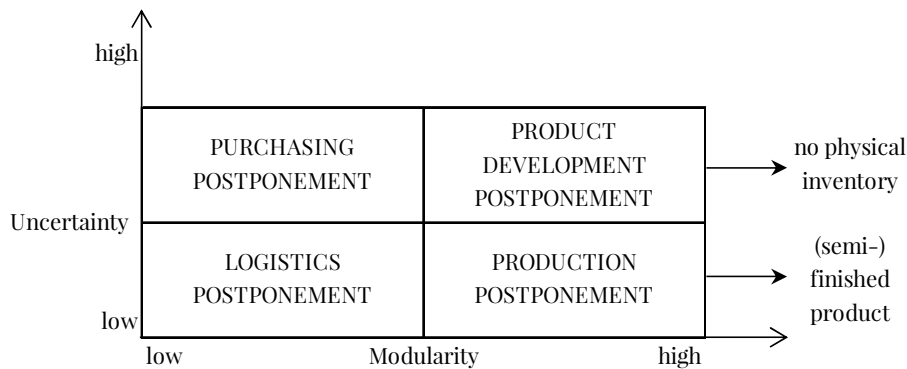 high
PURCHASING
POSTPONEMENT
PRODUCT
DEVELOPMENT
POSTPONEMENT
no physical
inventory
Uncertainty
LOGISTICS
POSTPONEMENT
PRODUCTION
POSTPONEMENT
(semi-)
finished
product
low
low
Modularity
high